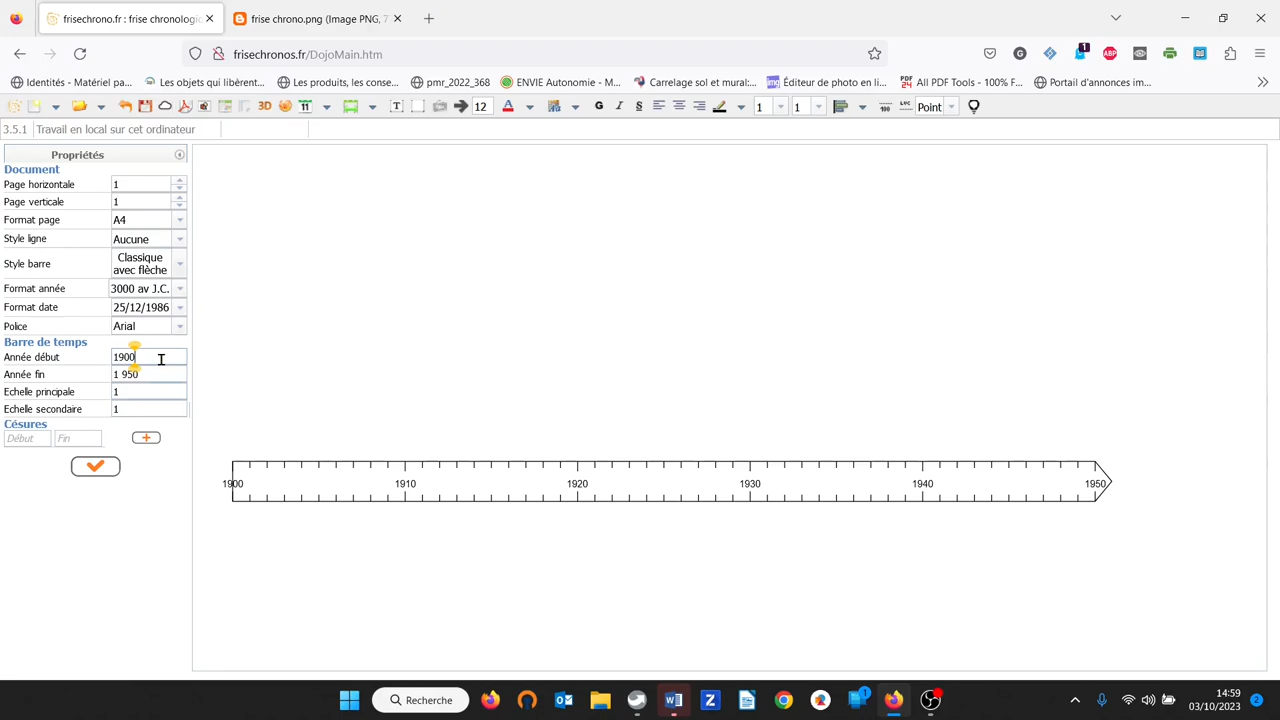 frisechrono.fr : frise chronologic
frise chrono.png (Image PNG, 7
frisechronos.fr/DojoMain.htm
1
Identités - Matériel pa...
Les objets qui libèrent...
Les produits, les conse...
pmr_2022_368
ENVIE Autonomie - M...
Carrelage sol et mural:...
Éditeur de photo en li...
All PDF Tools - 100% F...
Portail d'annonces im...
3D 11 T 12 A G I S 1 1 Point
3.5.1 Travail en local sur cet ordinateur
Propriétés
Document
Page horizontale 1
Page verticale 1
Format page A4
Style ligne Aucune
Style barre Classique avec flèche
Format année 3000 av J.C.
Format date 25/12/1986
Police Arial
Barre de temps
Année début 1900
Année fin 1 950
Echelle principale 1
Echelle secondaire 1
Césures
Début Fin
1900 1910 1920 1930 1940 1950
Recherche
14:59
03/10/2023